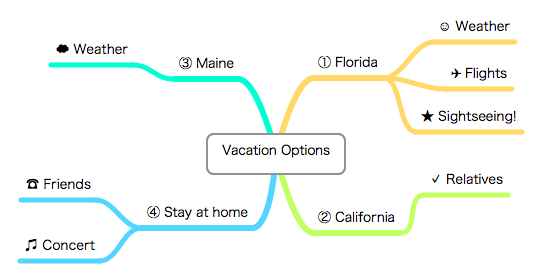 Vacation Options
① Florida
☺ Weather
✈ Flights
★ Sightseeing!
② California
✓ Relatives
③ Maine
☁ Weather
④ Stay at home
☎ Friends
♫ Concert